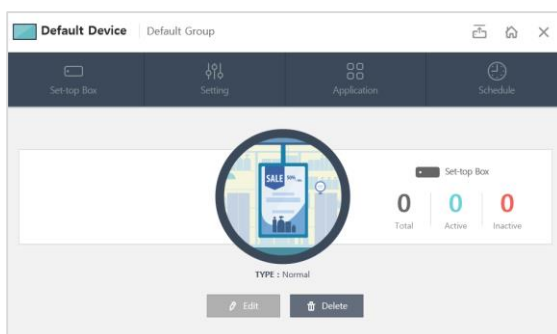 Default Device Default Group
Set-top Box Setting Application Schedule
SALE 50%
Set-top Box
0 0 0
Total Active Inactive
TYPE : Normal
Edit Delete